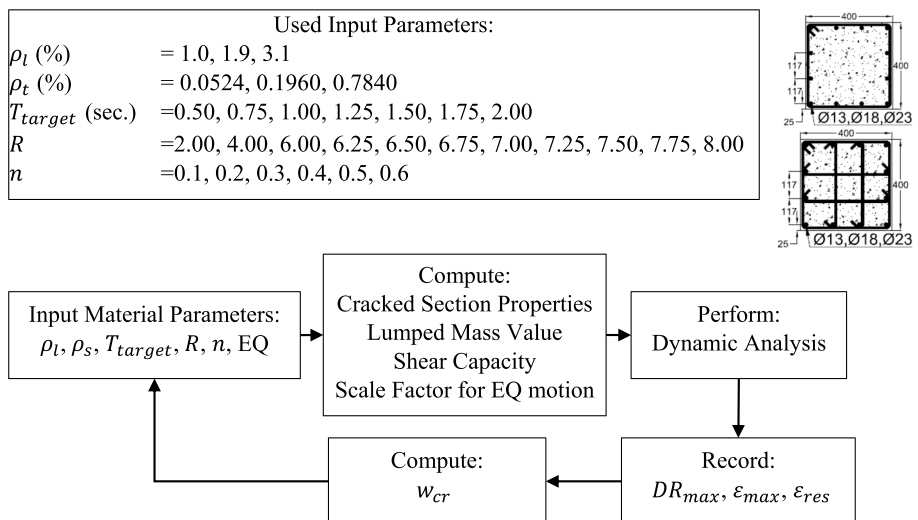 Used Input Parameters:
ρ_l (%) = 1.0, 1.9, 3.1
ρ_t (%) = 0.0524, 0.1960, 0.7840
T_target (sec.) =0.50, 0.75, 1.00, 1.25, 1.50, 1.75, 2.00
R =2.00, 4.00, 6.00, 6.25, 6.50, 6.75, 7.00, 7.25, 7.50, 7.75, 8.00
n =0.1, 0.2, 0.3, 0.4, 0.5, 0.6
400
117
400
117
25
Ø13,Ø18,Ø23
400
117
400
117
25
Ø13,Ø18,Ø23
Input Material Parameters:
ρ_l, ρ_s, T_target, R, n, EQ
Compute:
Cracked Section Properties
Lumped Mass Value
Shear Capacity
Scale Factor for EQ motion
Perform:
Dynamic Analysis
Record:
DR_max, ε_max, ε_res
Compute:
w_cr